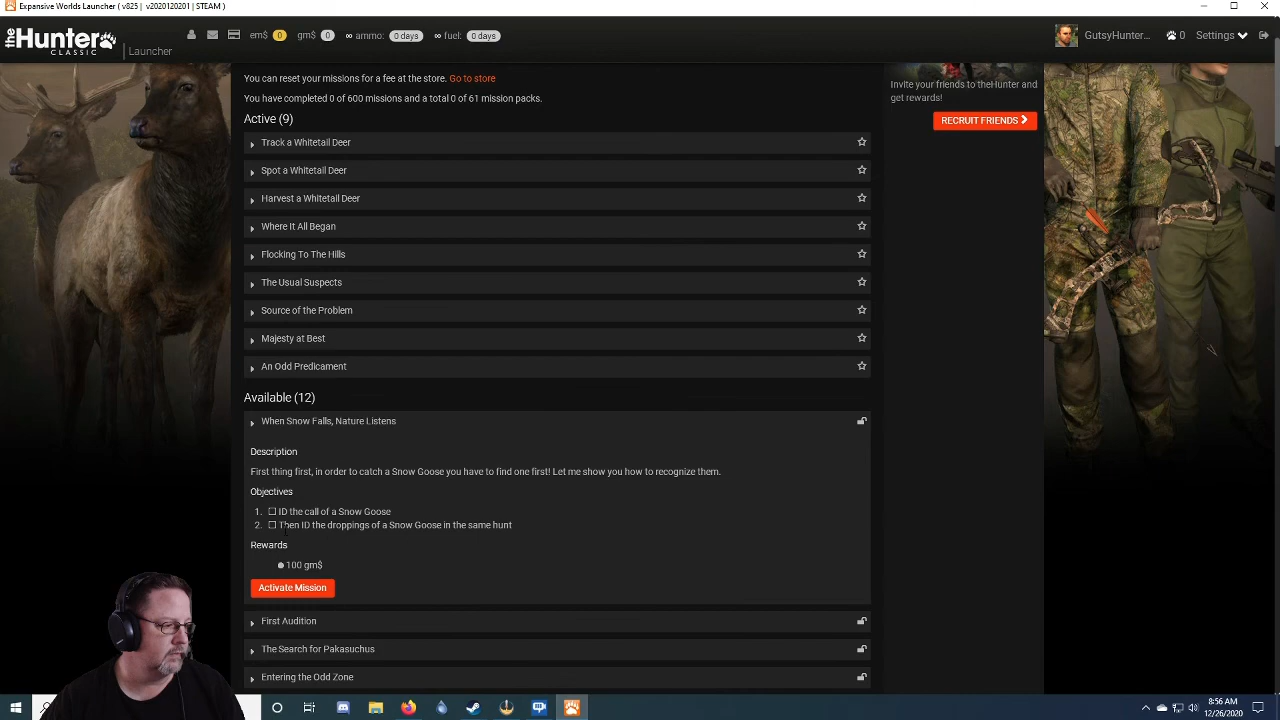 Expansive Worlds Launcher ( v825 | v2020120201 | STEAM )
theHunter CLASSIC | Launcher
em$ 0 gm$ 0 ∞ ammo: 0 days ∞ fuel: 0 days
GutsyHunter... 0 Settings
You can reset your missions for a fee at the store. Go to store
You have completed 0 of 600 missions and a total 0 of 61 mission packs.
Invite your friends to theHunter and
get rewards!
RECRUIT FRIENDS
Active (9)
Track a Whitetail Deer
Spot a Whitetail Deer
Harvest a Whitetail Deer
Where It All Began
Flocking To The Hills
The Usual Suspects
Source of the Problem
Majesty at Best
An Odd Predicament
Available (12)
When Snow Falls, Nature Listens
Description
First thing first, in order to catch a Snow Goose you have to find one first! Let me show you how to recognize them.
Objectives
1. ID the call of a Snow Goose
2. Then ID the droppings of a Snow Goose in the same hunt
Rewards
100 gm$
Activate Mission
First Audition
The Search for Pakasuchus
Entering the Odd Zone
8:56 AM
12/26/2020